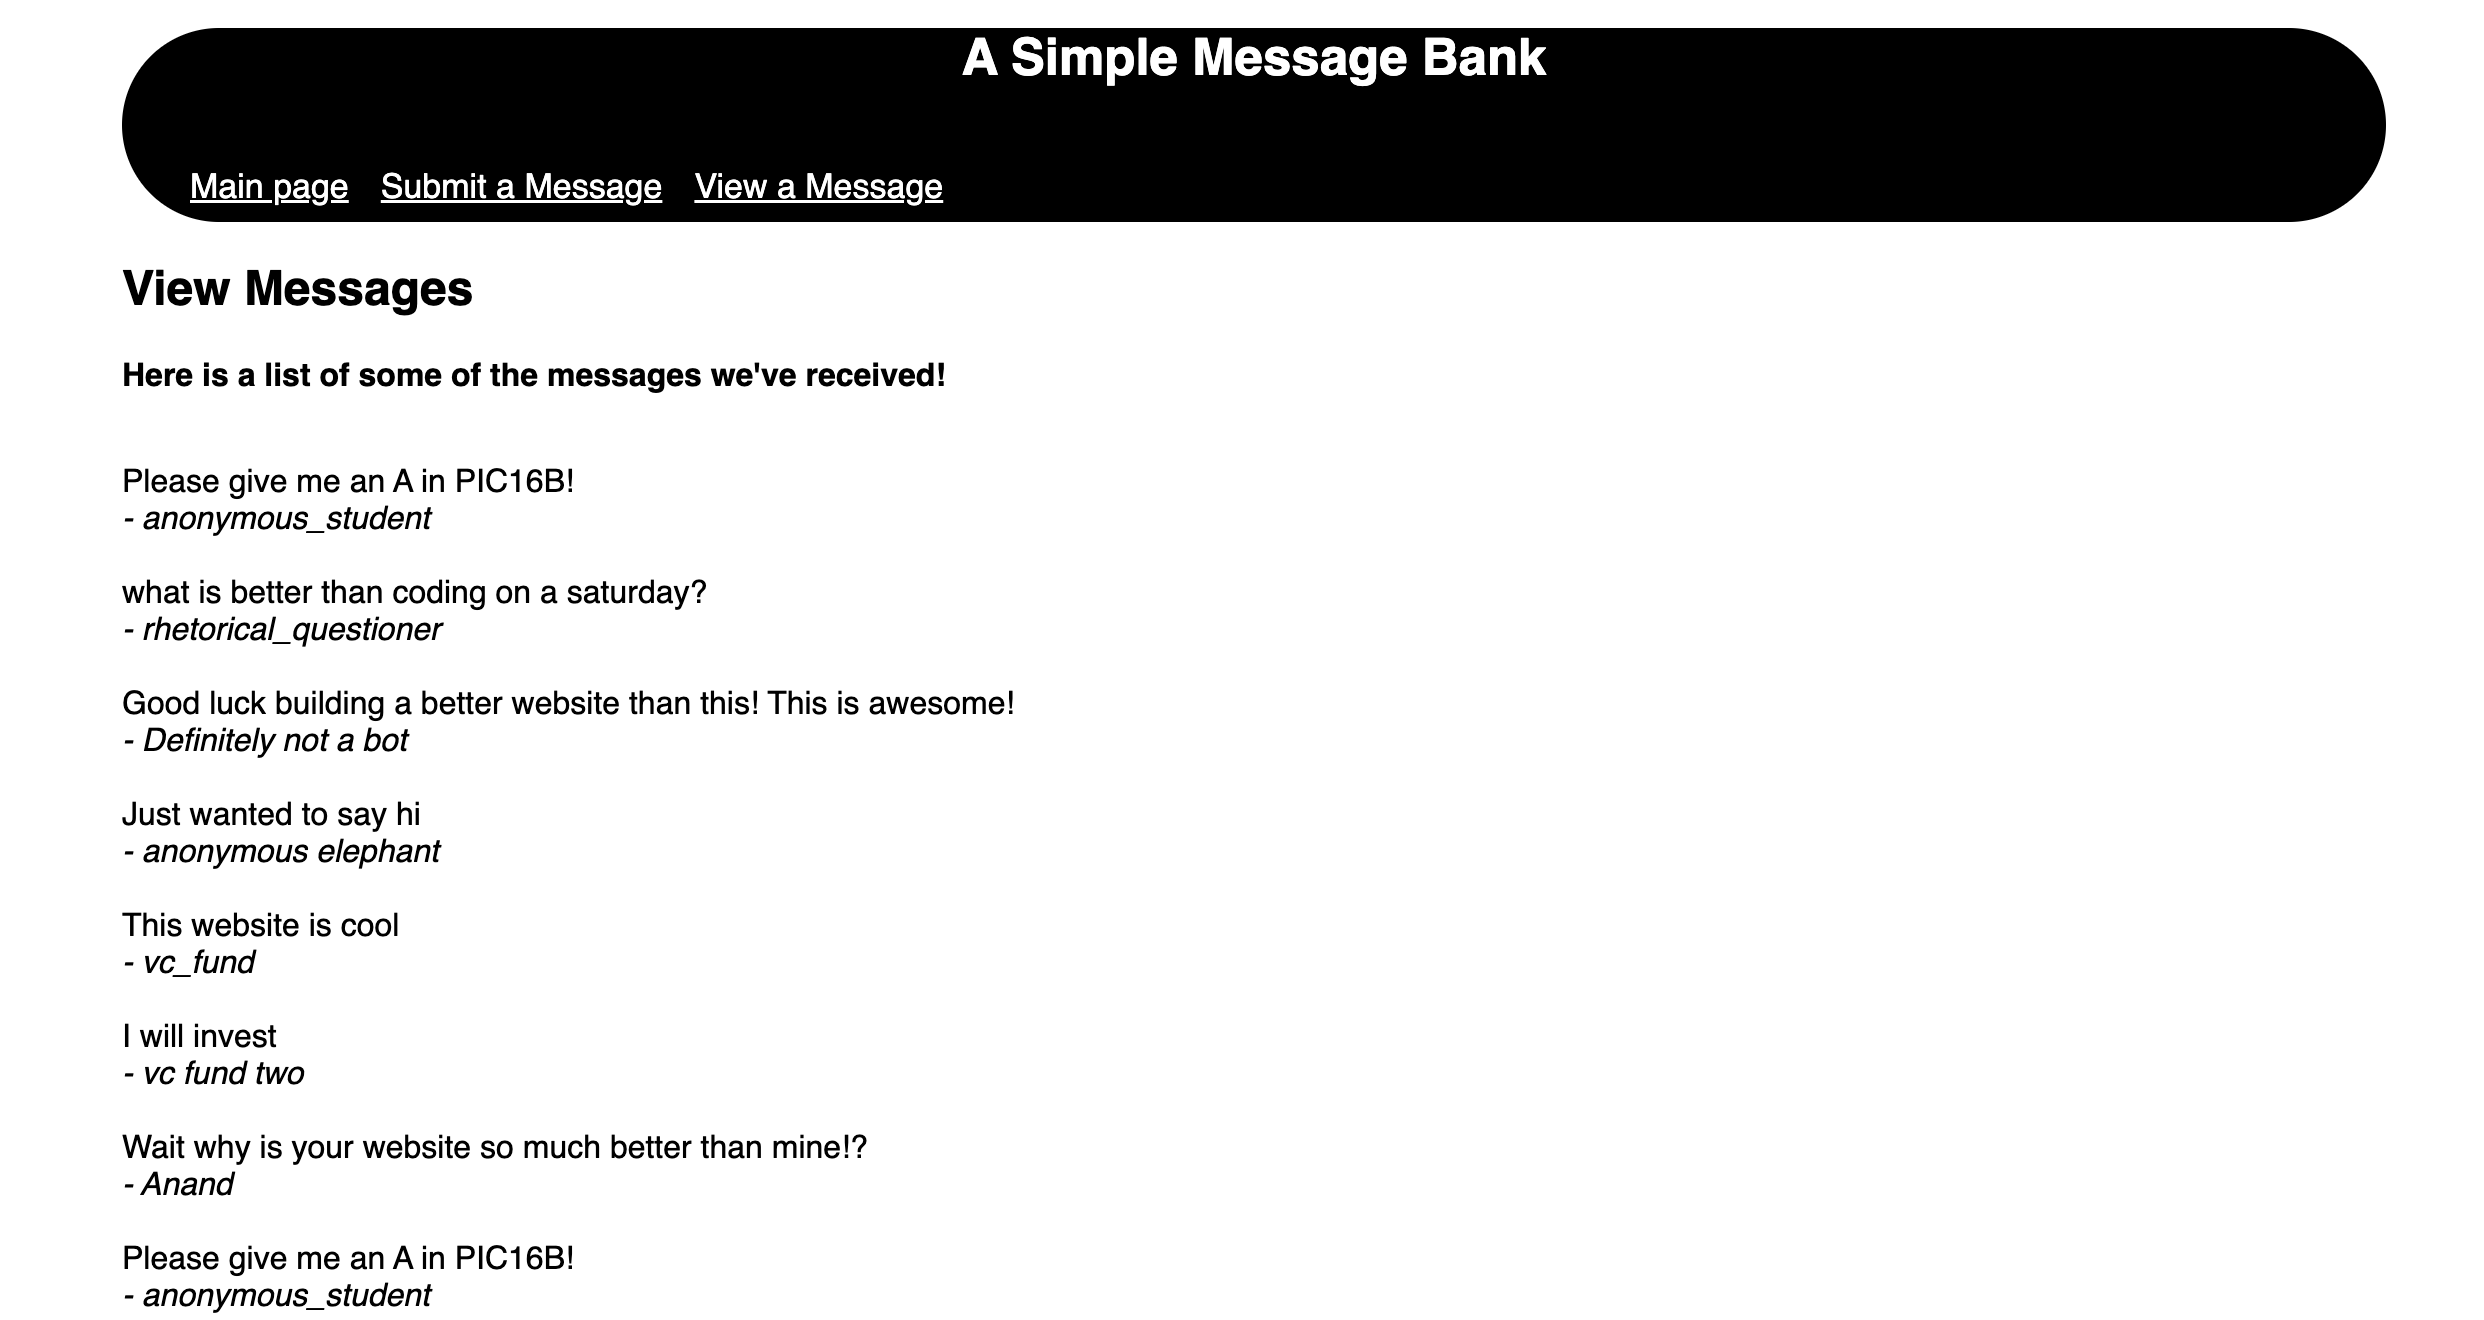 A Simple Message Bank
Main page Submit a Message View a Message
View Messages
Here is a list of some of the messages we've received!
Please give me an A in PIC16B!
- anonymous_student
what is better than coding on a saturday?
- rhetorical_questioner
Good luck building a better website than this! This is awesome!
- Definitely not a bot
Just wanted to say hi
- anonymous elephant
This website is cool
- vc_fund
I will invest
- vc fund two
Wait why is your website so much better than mine!?
- Anand
Please give me an A in PIC16B!
- anonymous_student